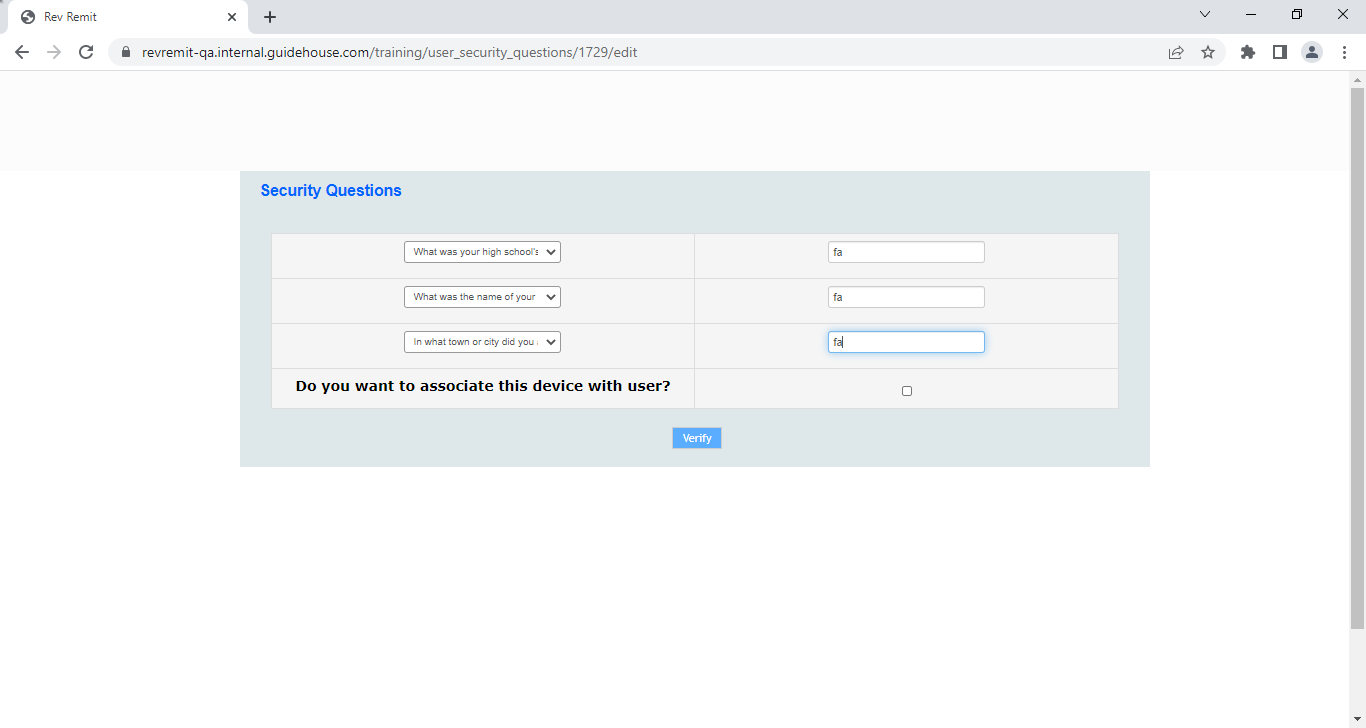 Rev Remit
revremit-qa.internal.guidehouse.com/training/user_security_questions/1729/edit
Security Questions
What was your high school's
fa
What was the name of your
fa
In what town or city did you
fa
Do you want to associate this device with user?
Verify